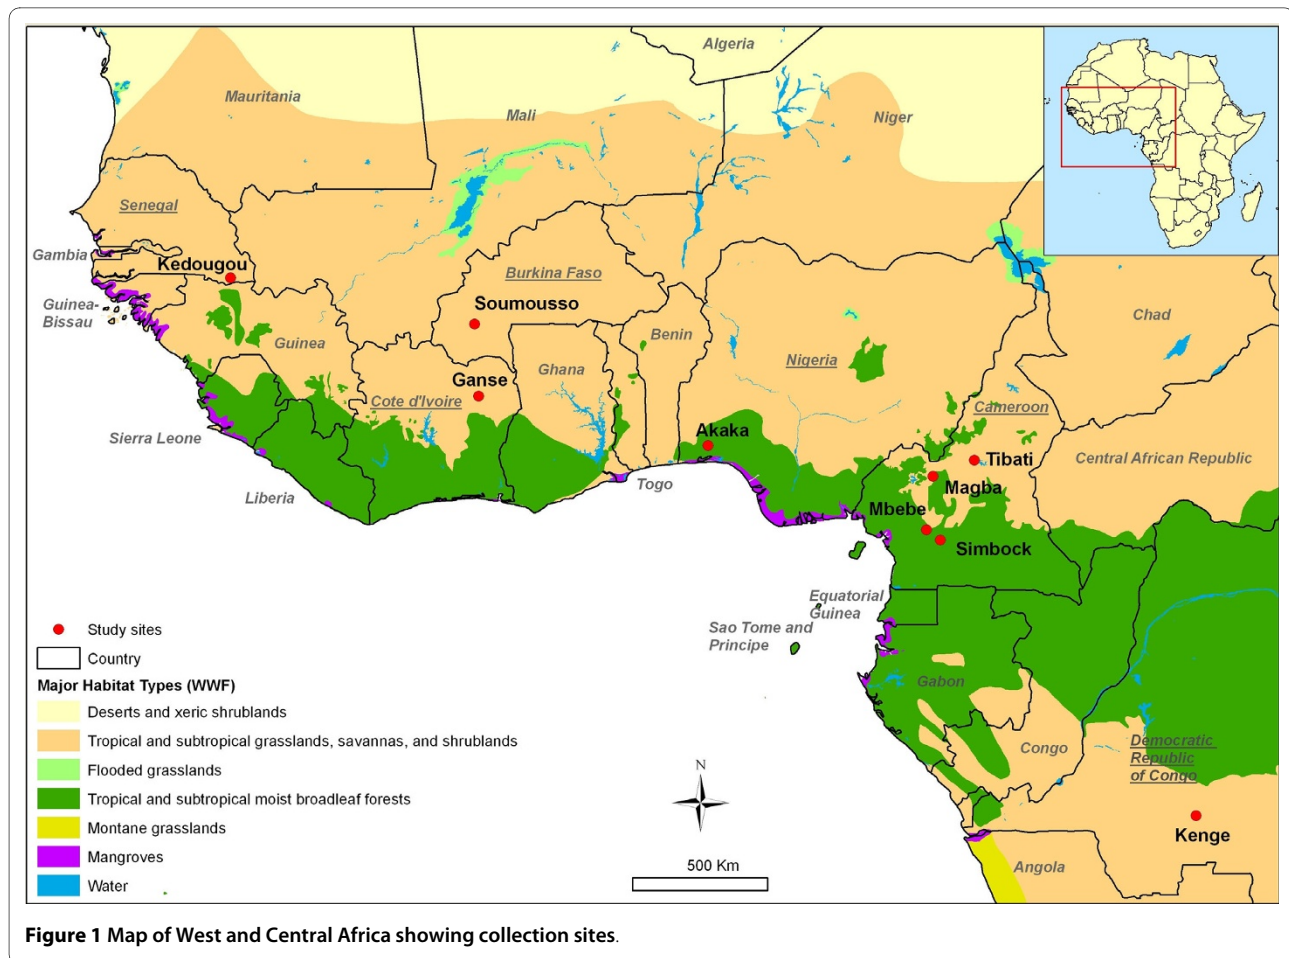 Algeria
Mauritania
Mali
Niger
Senegal
Gambia
Kedougou
Burkina Faso
Guinea-
Bissau
Soumousso
Chad
Benin
Guinea
Nigeria
Ghana
Ganse
Cote d'Ivoire
Cameroon
Akaka
Sierra Leone
Tibati
Central African Republic
Magba
Togo
Liberia
Mbebe
Simbock
Equatorial
Guinea
Sao Tome and
Principe
Gabon
Congo
Democratic
Republic
of Congo
Kenge
Angola
N
500 Km
Study sites
Country
Major Habitat Types (WWF)
Deserts and xeric shrublands
Tropical and subtropical grasslands, savannas, and shrublands
Flooded grasslands
Tropical and subtropical moist broadleaf forests
Montane grasslands
Mangroves
Water
Figure 1 Map of West and Central Africa showing collection sites.